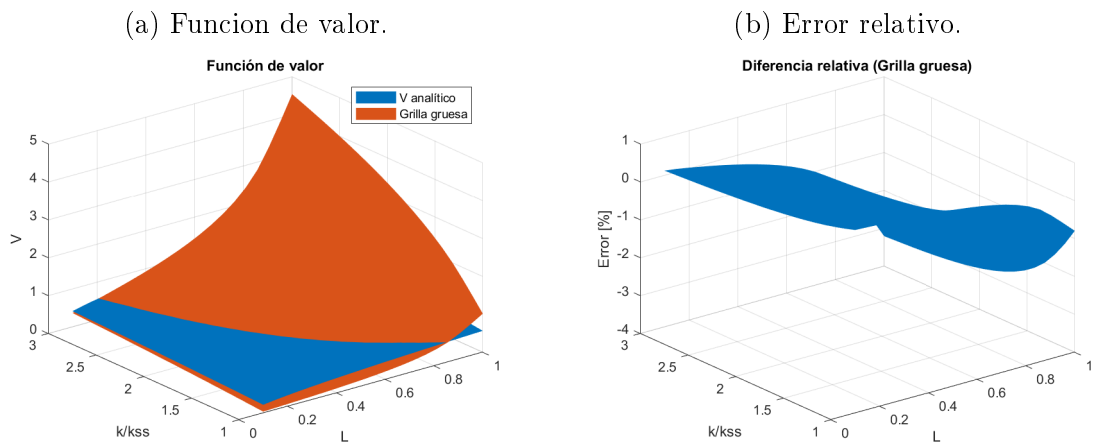 (a) Funcion de valor.
Función de valor
V analítico
Grilla gruesa
5
4
3
2
1
0
V
3
2.5
2
1.5
1
k/kss
0
0.2
0.4
0.6
0.8
1
L
(b) Error relativo.
Diferencia relativa (Grilla gruesa)
1
0
-1
-2
-3
-4
Error [%]
3
2.5
2
1.5
1
k/kss
0
0.2
0.4
0.6
0.8
1
L